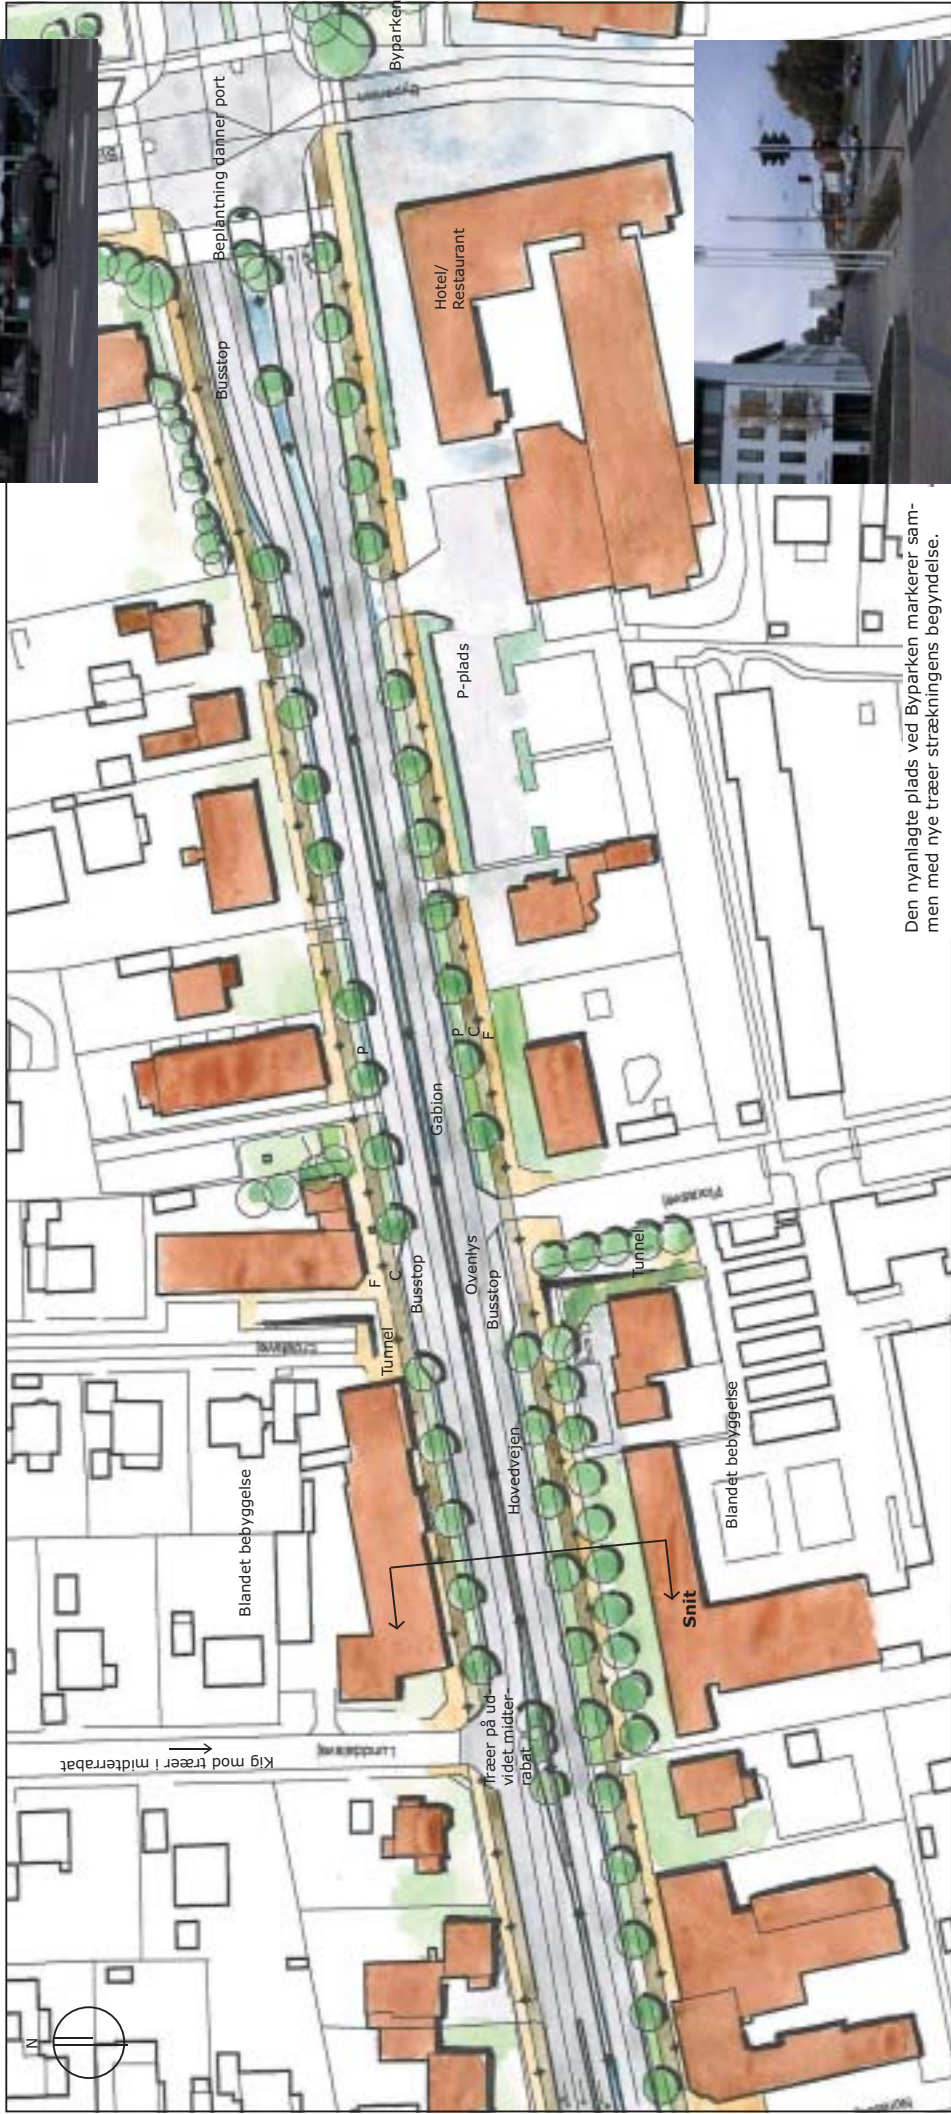 N
Kig mod træer i midterrabat
Lunddalsvej
Træer på ud-
videt midter-
rabat
Blandet bebyggelse
Snit
Hovedvejen
Blandet bebyggelse
Tunnel
F
C
Busstop
Ovenlys
Busstop
Tunnel
Gabion
P
P
C
F
P-plads
Busstop
Hotel/
Restaurant
Beplantning danner port
Byparken
Byparken
Den nyanlagte plads ved Byparken markerer sam-
men med nye træer strækningens begyndelse.